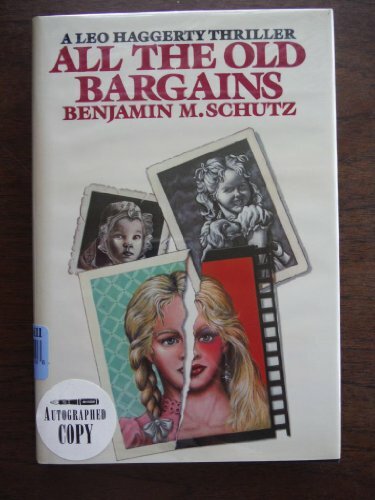 A LEO HAGGERTY THRILLER
ALL THE OLD
BARGAINS
BENJAMIN M. SCHUTZ
AUTOGRAPHED
COPY